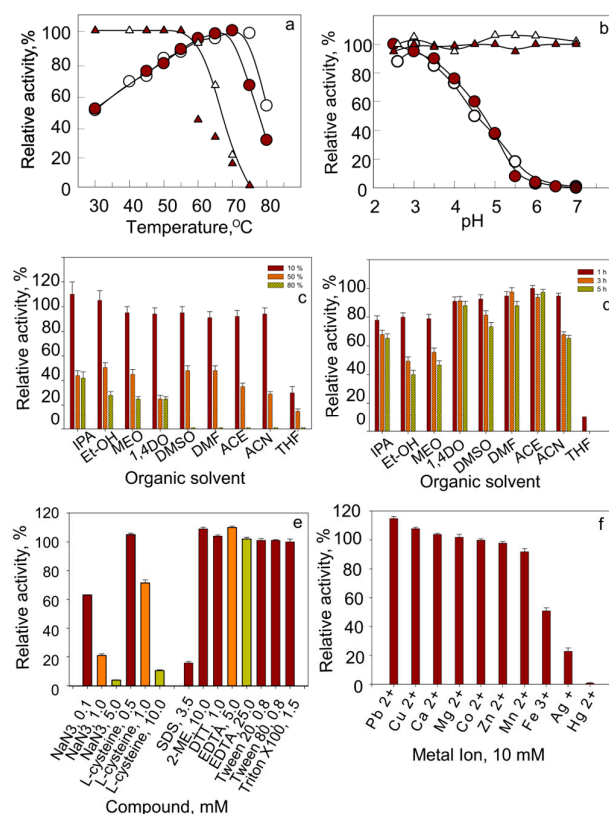 a
Relative activity,%
100
80
60
40
20
0
30 40 50 60 70 80
Temperature,°C
b
Relative activity, %
120
100
80
60
40
20
0
2 3 4 5 6 7
pH
c
Relative activity, %
120
100
80
60
40
20
0
10 %
50 %
60 %
IPA
Et-OH
MEO
1,4DO
DMSO
DMF
ACE
ACN
THF
Organic solvent
d
Relative activity, %
100
80
60
40
20
0
1 h
3 h
5 h
IPA
Et-OH
MEO
1,4DO
DMSO
DMF
ACE
ACN
THF
Organic solvent
e
Relative activity, %
120
100
80
60
40
20
0
NaN3, 0.1
NaN3, 1.0
NaN3, 5.0
L-cysteine, 0.5
L-cysteine, 1.0
L-cysteine, 10.0
SDS, 3.5
2-ME, 10.0
DTT, 1.0
EDTA, 5.0
EDTA, 25.0
Tween 20, 0.8
Tween 80, 0.8
Triton X100, 1.5
Compound, mM
f
Relative activity, %
120
100
80
60
40
20
0
Pb 2+
Cu 2+
Ca 2+
Mg 2+
Co 2+
Zn 2+
Mn 2+
Fe 3+
Ag +
Hg 2+
Metal Ion, 10 mM